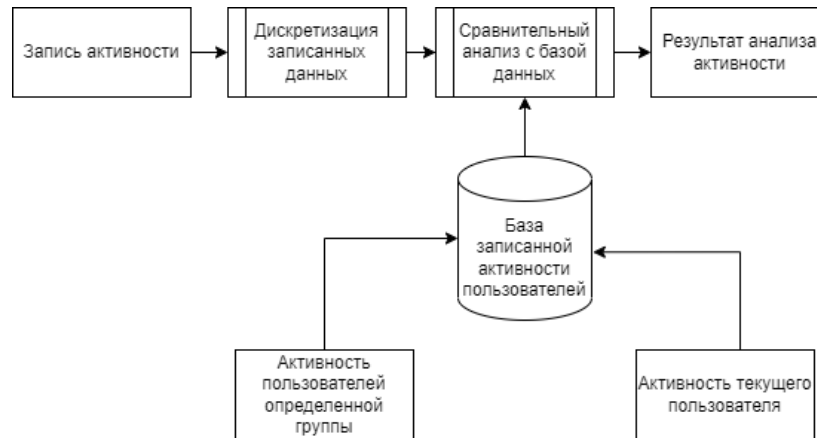 Запись активности
Дискретизация
записанных
данных
Сравнительный
анализ с базой
данных
Результат анализа
активности
База
записанной
активности
пользователей
Активность
пользователей
определенной
группы
Активность текущего
пользователя